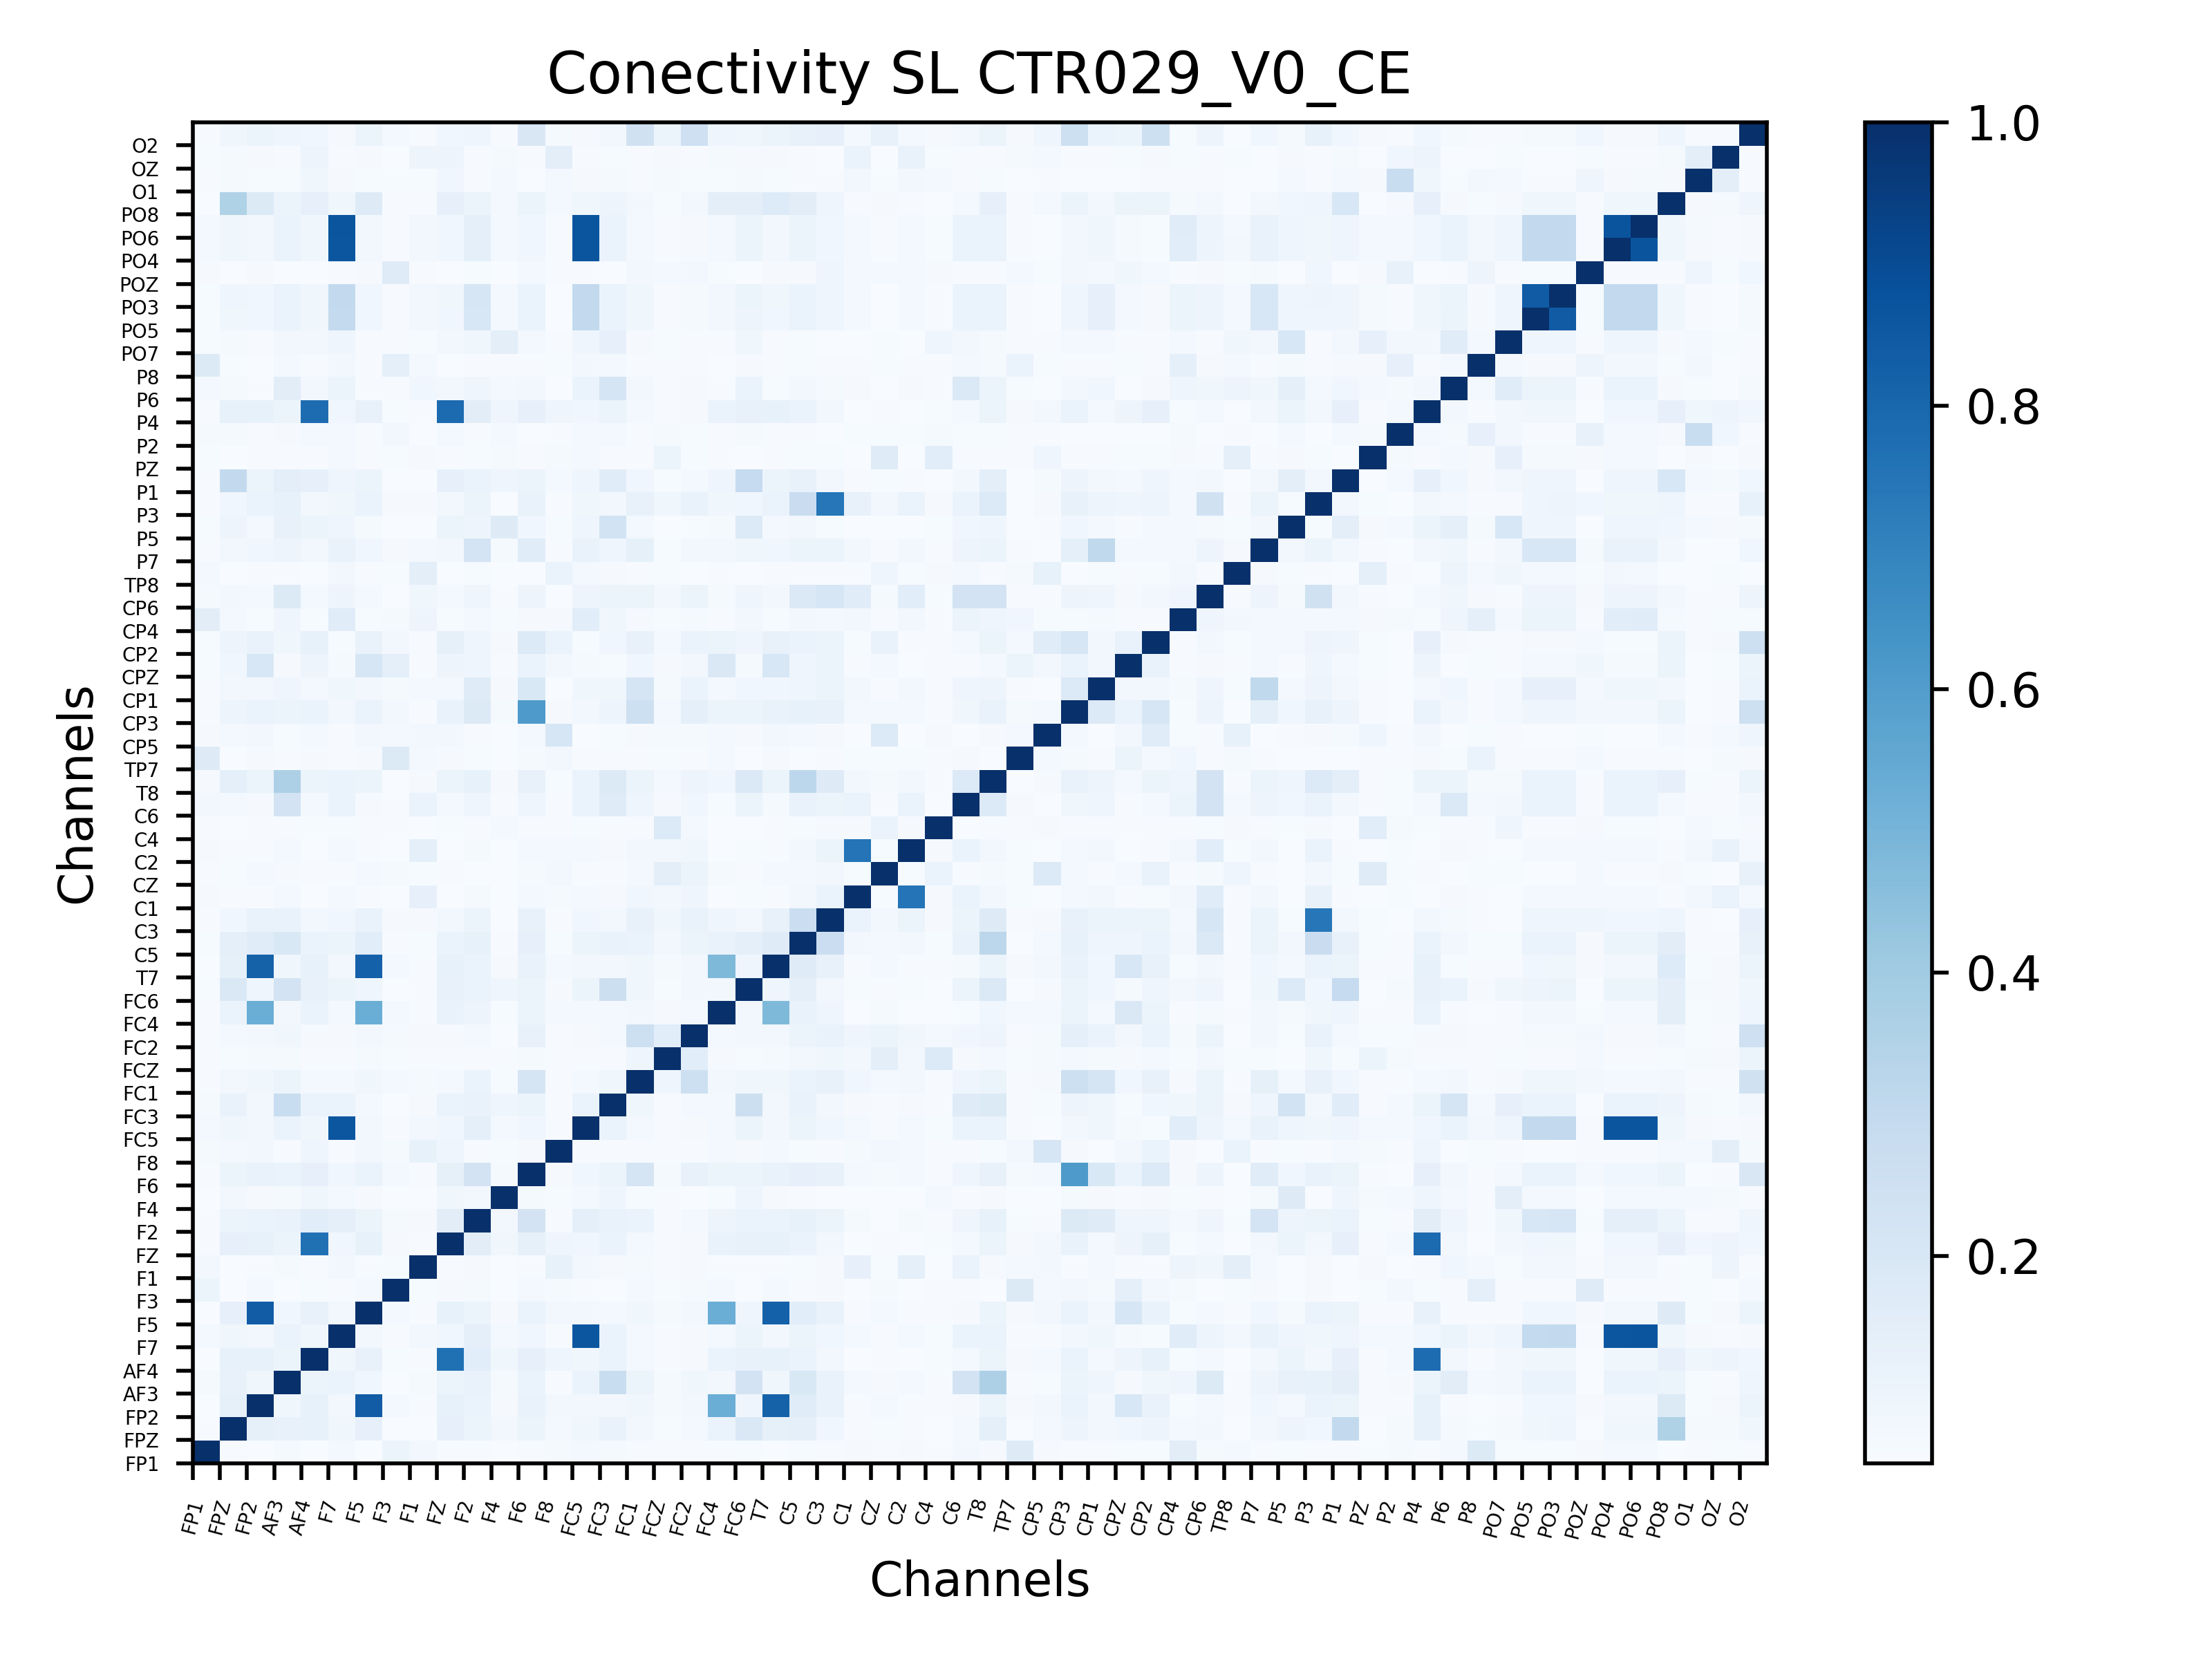 Conectivity SL CTR029_V0_CE
Channels
O2
OZ
O1
PO8
PO6
PO4
POZ
PO3
PO5
PO7
P8
P6
P4
P2
PZ
P1
P3
P5
P7
TP8
CP6
CP4
CP2
CPZ
CP1
CP3
CP5
TP7
T8
C6
C4
C2
CZ
C1
C3
C5
T7
FC6
FC4
FC2
FCZ
FC1
FC3
FC5
F8
F6
F4
F2
FZ
F1
F3
F5
F7
AF4
AF3
FP2
FPZ
FP1
FP1 FPZ FP2 AF3 AF4 F7 F5 F3 F1 FZ F2 F4 F6 F8 FC5 FC3 FC1 FCZ FC2 FC4 FC6 T7 C5 C3 C1 CZ C2 C4 C6 T8 TP7 CP5 CP3 CP1 CPZ CP2 CP4 CP6 TP8 P7 P5 P3 P1 PZ P2 P4 P6 P8 PO7 PO5 PO3 POZ PO4 PO6 PO8 O1 OZ O2
Channels
1.0
0.8
0.6
0.4
0.2